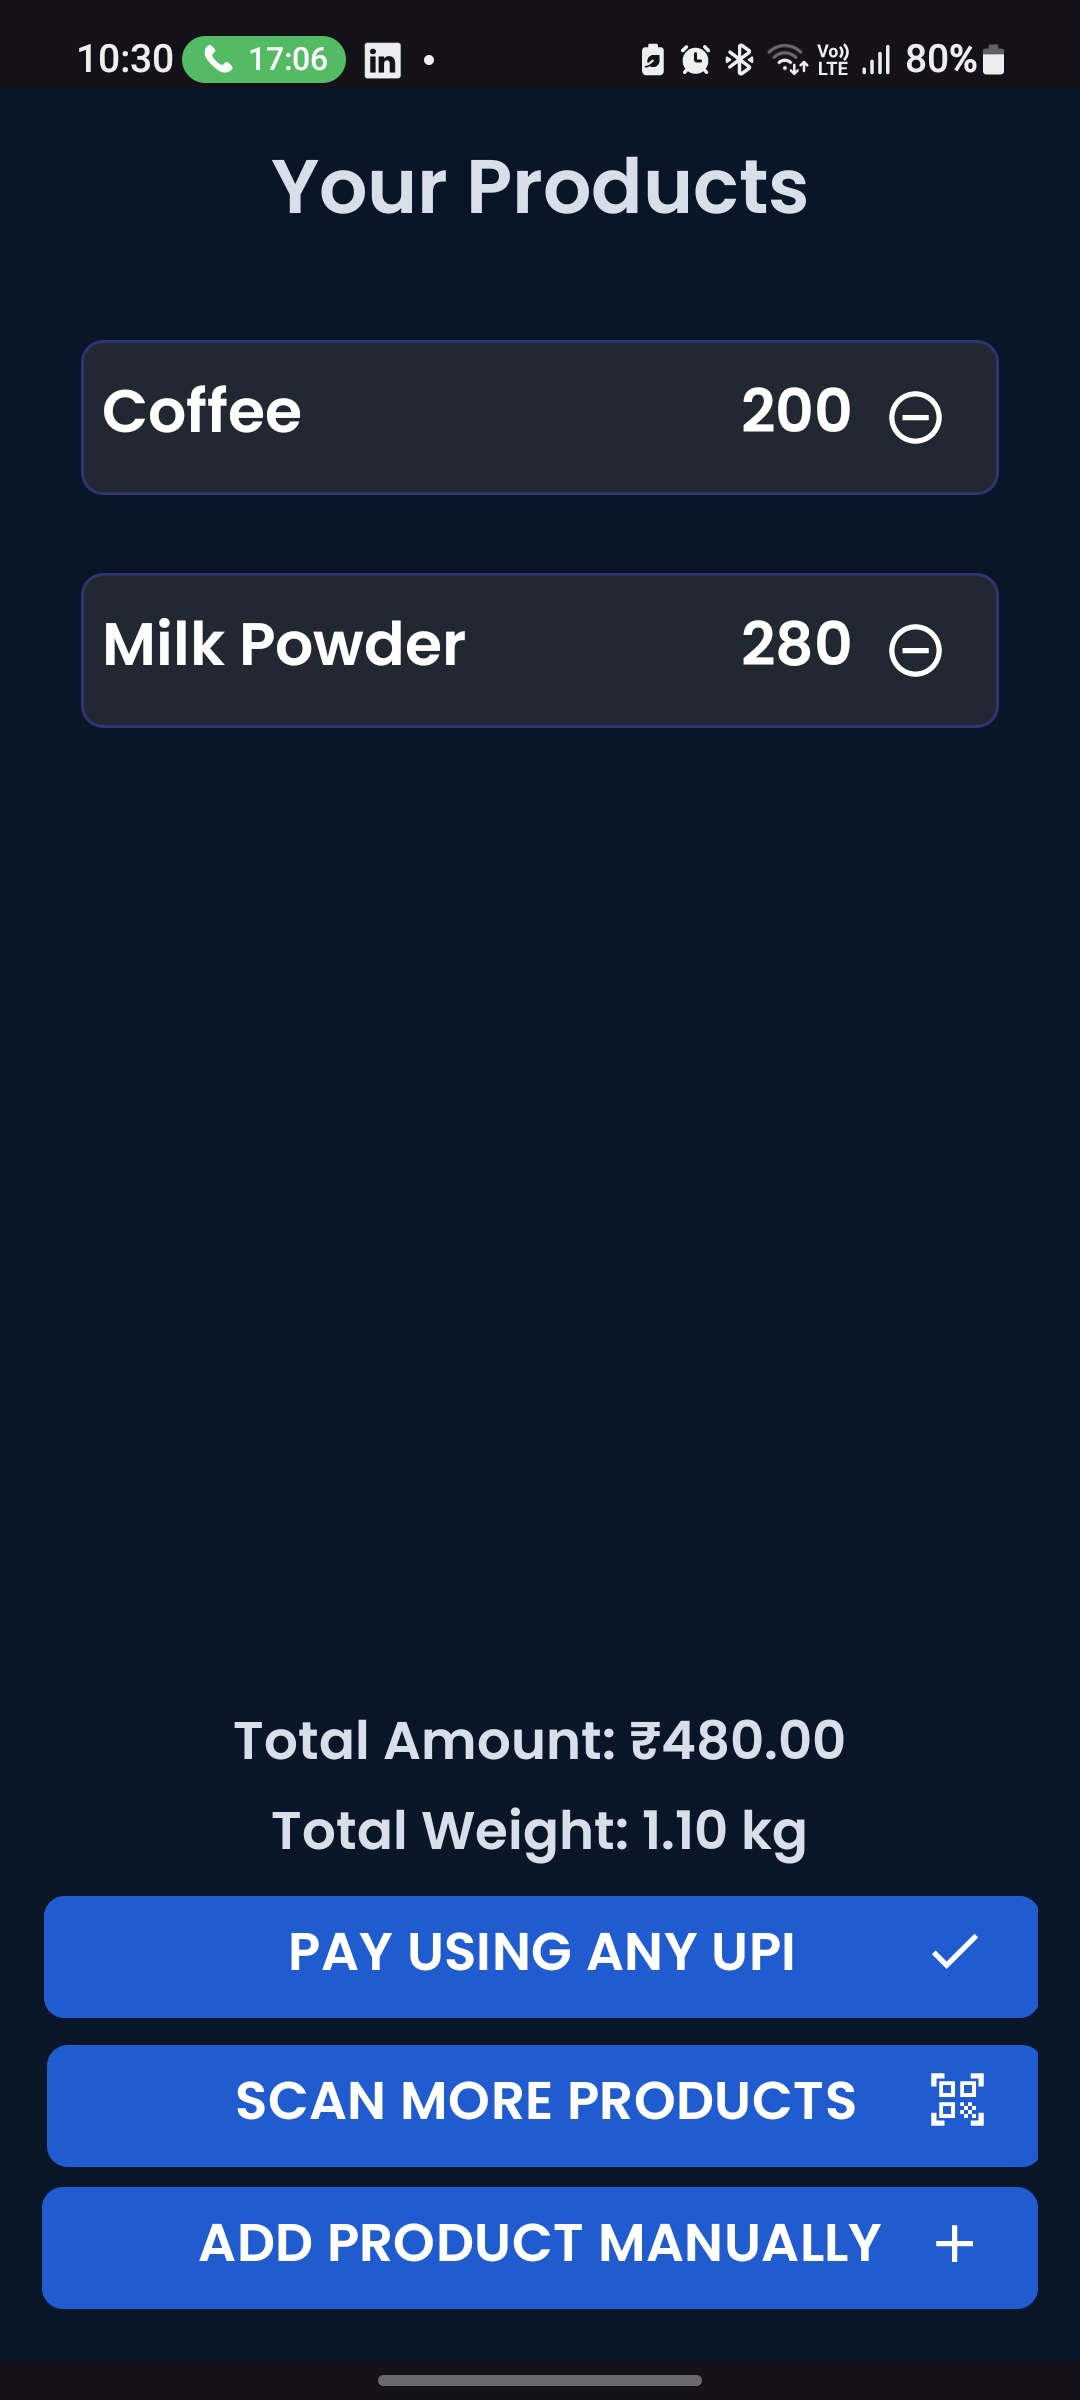 10:30 17:06 in Vo)) LTE 80%
Your Products
Coffee 200
Milk Powder 280
Total Amount: ₹480.00
Total Weight: 1.10 kg
PAY USING ANY UPI
SCAN MORE PRODUCTS
ADD PRODUCT MANUALLY